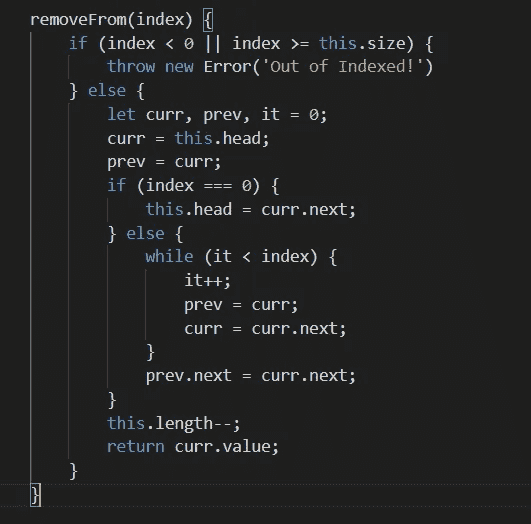 removeFrom(index) {
if (index < 0 || index >= this.size) {
throw new Error('Out of Indexed!')
} else {
let curr, prev, it = 0;
curr = this.head;
prev = curr;
if (index === 0) {
this.head = curr.next;
} else {
while (it < index) {
it++;
prev = curr;
curr = curr.next;
}
prev.next = curr.next;
}
this.length--;
return curr.value;
}
}